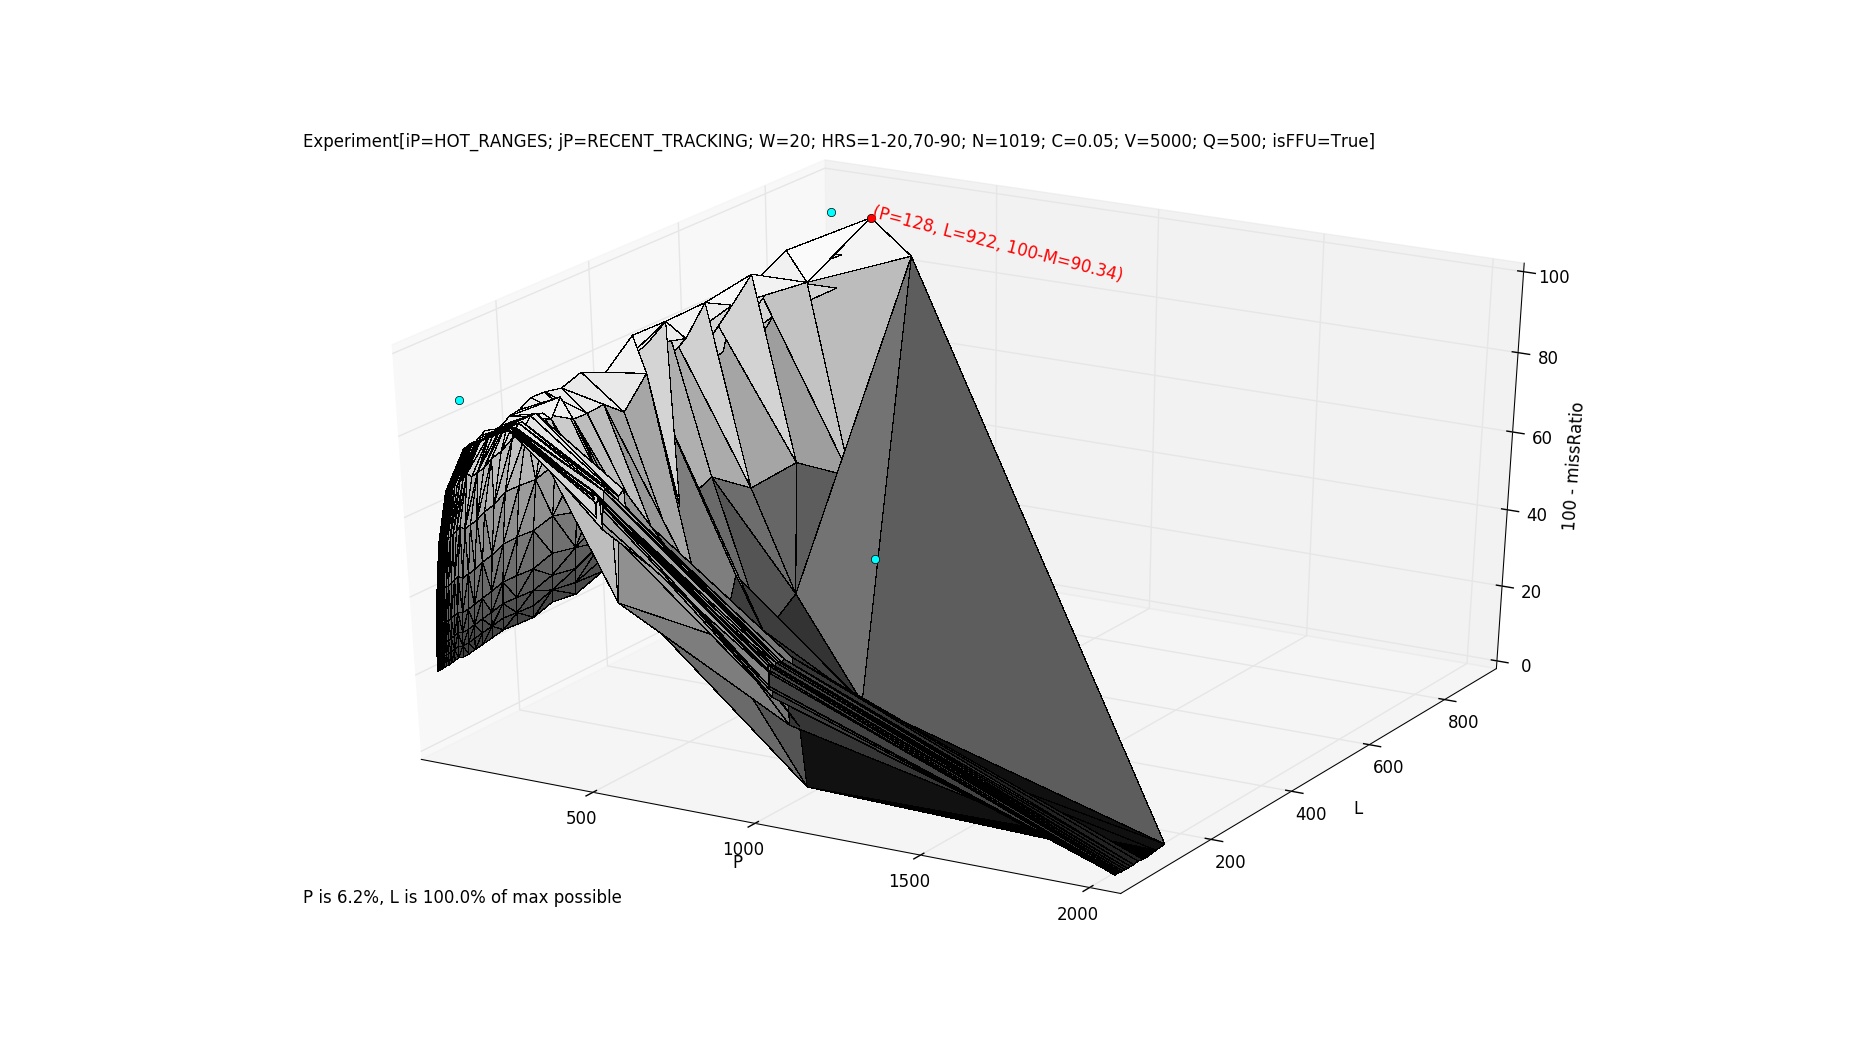 Experiment[iP=HOT_RANGES; jP=RECENT_TRACKING; W=20; HRS=1-20,70-90; N=1019; C=0.05; V=5000; Q=500; isFFU=True]
(P=128, L=922, 100-M=90.34)
100
80
60
40
20
0
100 - missRatio
800
600
400
200
L
500
1000
1500
2000
P
P is 6.2%, L is 100.0% of max possible